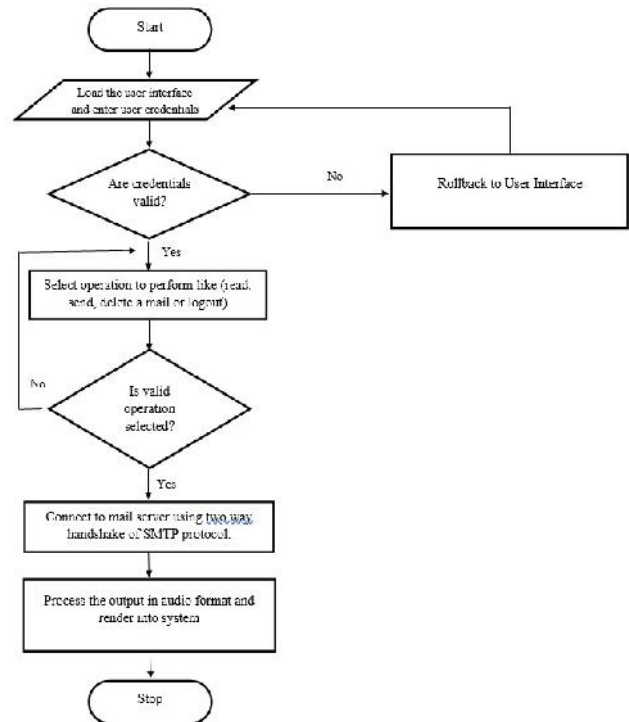 Start
Load the user interface
and enter user credentials
Are credentials
valid?
No
Rollback to User Interface
Yes
Select operation to perform like (read,
send, delete a mail or logout)
No
Is valid
operation
selected?
Yes
Connect to mail server using two way
handshake of SMTP protocol.
Process the output in audio format and
render into system
Stop